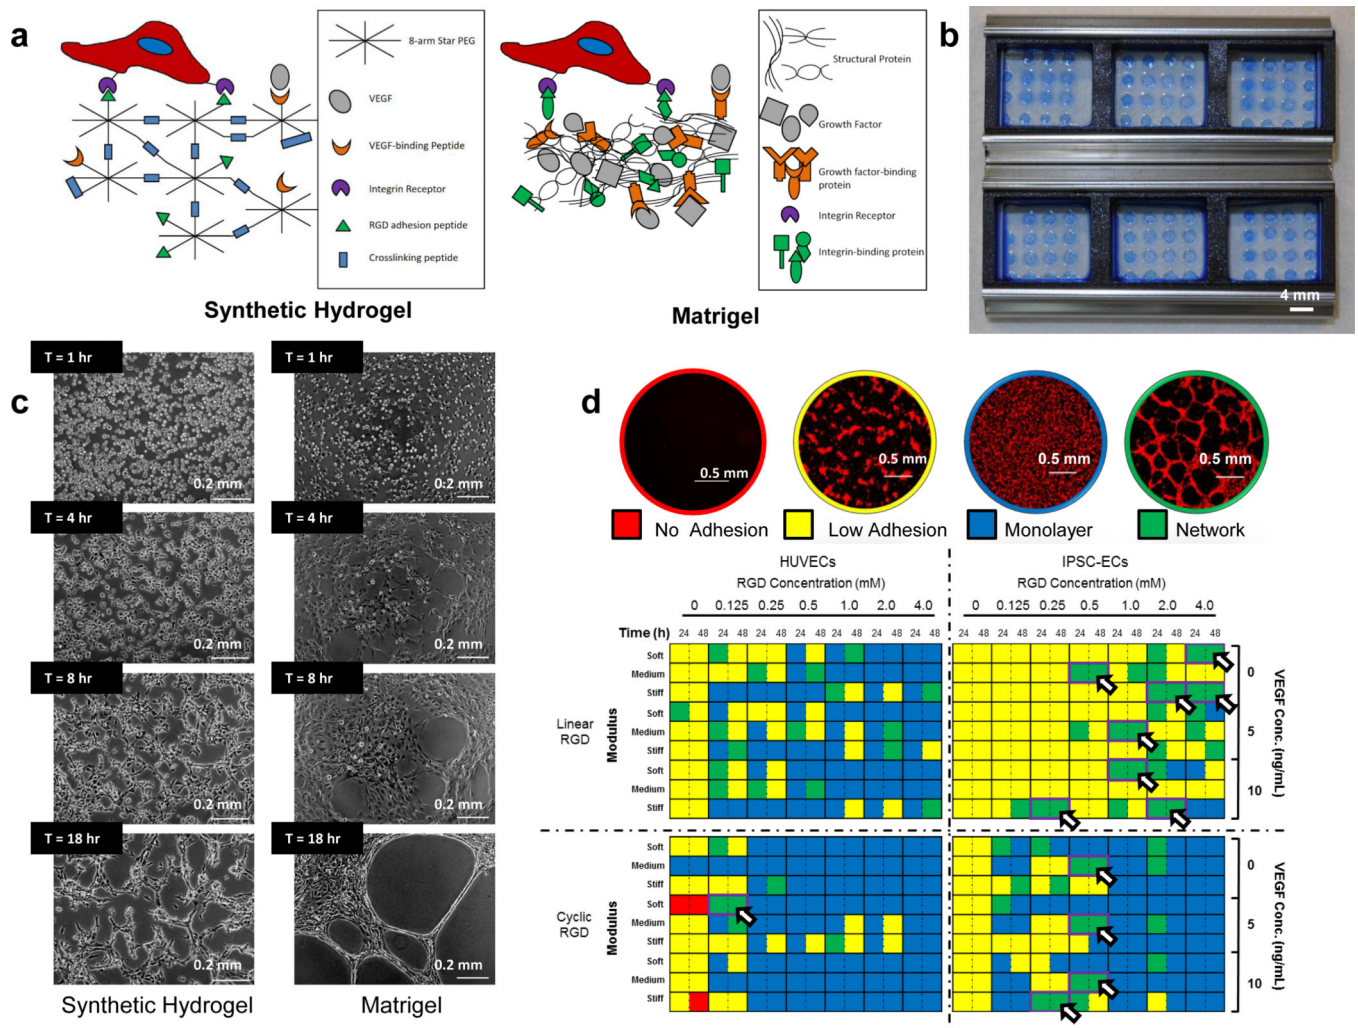 a
8-arm Star PEG
VEGF
VEGF-binding Peptide
Integrin Receptor
RGD adhesion peptide
Crosslinking peptide
Synthetic Hydrogel
Structural Protein
Growth Factor
Growth factor-binding
protein
Integrin Receptor
Integrin-binding protein
Matrigel
b
4 mm
c
T = 1 hr
0.2 mm
T = 1 hr
0.2 mm
T = 4 hr
0.2 mm
T = 4 hr
0.2 mm
T = 8 hr
0.2 mm
T = 8 hr
0.2 mm
T = 18 hr
0.2 mm
T = 18 hr
0.2 mm
Synthetic Hydrogel
Matrigel
d
0.5 mm
0.5 mm
0.5 mm
0.5 mm
No Adhesion
Low Adhesion
Monolayer
Network
HUVECs
IPSC-ECs
RGD Concentration (mM)
RGD Concentration (mM)
0 0.125 0.25 0.5 1.0 2.0 4.0
0 0.125 0.25 0.5 1.0 2.0 4.0
Time (h) 24 48 24 48 24 48 24 48 24 48 24 48 24 48
24 48 24 48 24 48 24 48 24 48 24 48 24 48
Linear
RGD
Modulus
Soft
Medium
Stiff
Soft
Medium
Stiff
Soft
Medium
Stiff
0
5
10
VEGF Conc. (ng/mL)
Cyclic
RGD
Modulus
Soft
Medium
Stiff
Soft
Medium
Stiff
Soft
Medium
Stiff
0
5
10
VEGF Conc. (ng/mL)